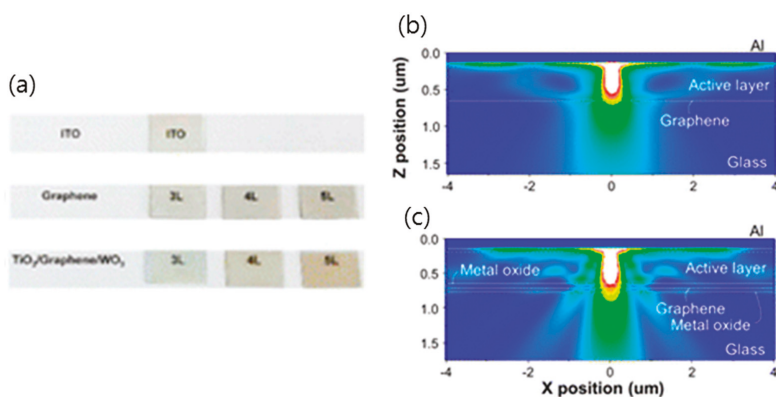 (a)
ITO ITO
Graphene 3L 4L 5L
TiO₂/Graphene/WO₃ 3L 4L 5L
(b)
Al
0.0
0.5
1.0
1.5
Z position (um)
Active layer
Graphene
Glass
-4 -2 0 2 4
(c)
Al
0.0
0.5
1.0
1.5
Metal oxide
Active layer
Graphene
Metal oxide
Glass
-4 -2 0 2 4
X position (um)